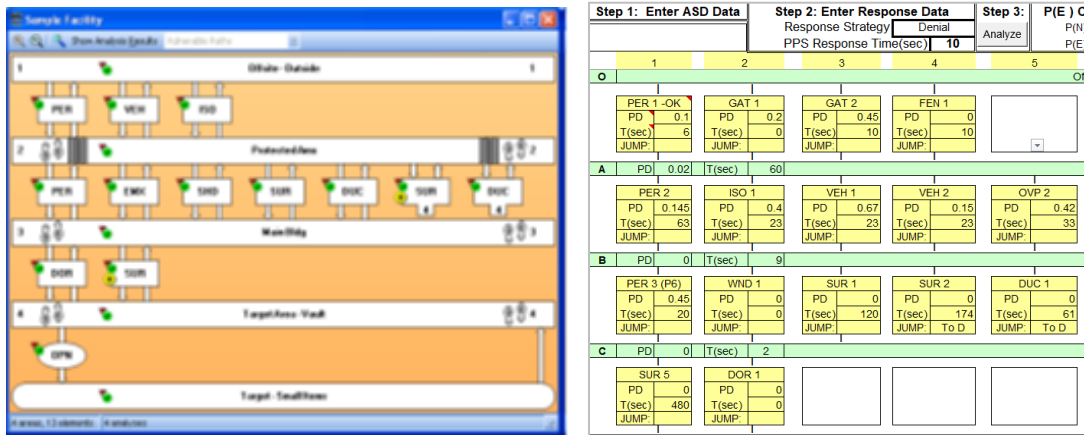 Sample Facility
Show Analysis Results Vulnerable Paths
1 Offsite - Outside 1
PER VEH ISO
2 Protected Area 2
PER EMX SHD SUR DUC SUR DUC
4 4
3 Main Bldg 3
DOR SUR
4 Target Area - Vault 4
OPN
Target - Small Items
4 areas, 13 elements 4 analyses
Step 1: Enter ASD Data Step 2: Enter Response Data Step 3: P(E ) C
Response Strategy Denial Analyze P(N)
PPS Response Time(sec) 10 P(E)
1 2 3 4 5
O Of
PER 1 -OK GAT 1 GAT 2 FEN 1
PD 0.1 PD 0.2 PD 0.45 PD 0
T(sec) 6 T(sec) 0 T(sec) 10 T(sec) 10
JUMP: JUMP: JUMP: JUMP:
A PD 0.02 T(sec) 60
PER 2 ISO 1 VEH 1 VEH 2 OVP 2
PD 0.145 PD 0.4 PD 0.67 PD 0.15 PD 0.42
T(sec) 63 T(sec) 23 T(sec) 23 T(sec) 23 T(sec) 33
JUMP: JUMP: JUMP: JUMP: JUMP:
B PD 0 T(sec) 9
PER 3 (P6) WND 1 SUR 1 SUR 2 DUC 1
PD 0.45 PD 0 PD 0 PD 0 PD 0
T(sec) 20 T(sec) 0 T(sec) 120 T(sec) 174 T(sec) 61
JUMP: JUMP: JUMP: JUMP: To D JUMP: To D
C PD 0 T(sec) 2
SUR 5 DOR 1
PD 0 PD 0
T(sec) 480 T(sec) 0
JUMP: JUMP: